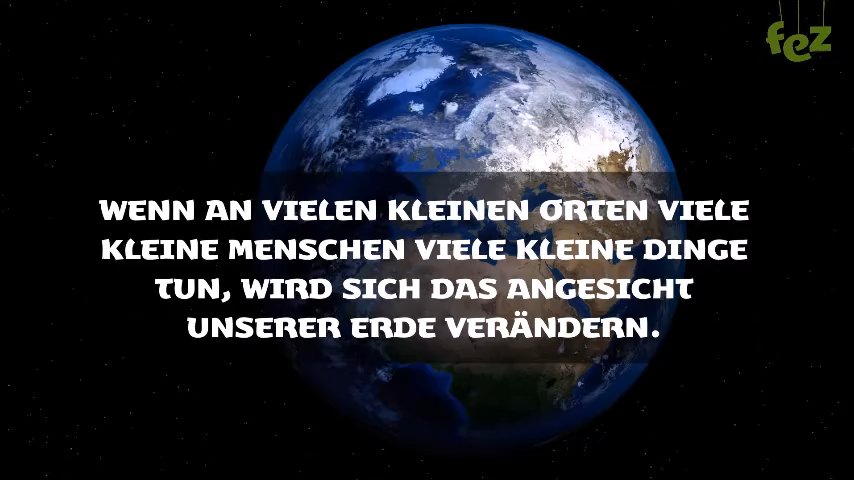 fez
WENN AN VIELEN KLEINEN ORTEN VIELE
KLEINE MENSCHEN VIELE KLEINE DINGE
TUN, WIRD SICH DAS ANGESICHT
UNSERER ERDE VERÄNDERN.